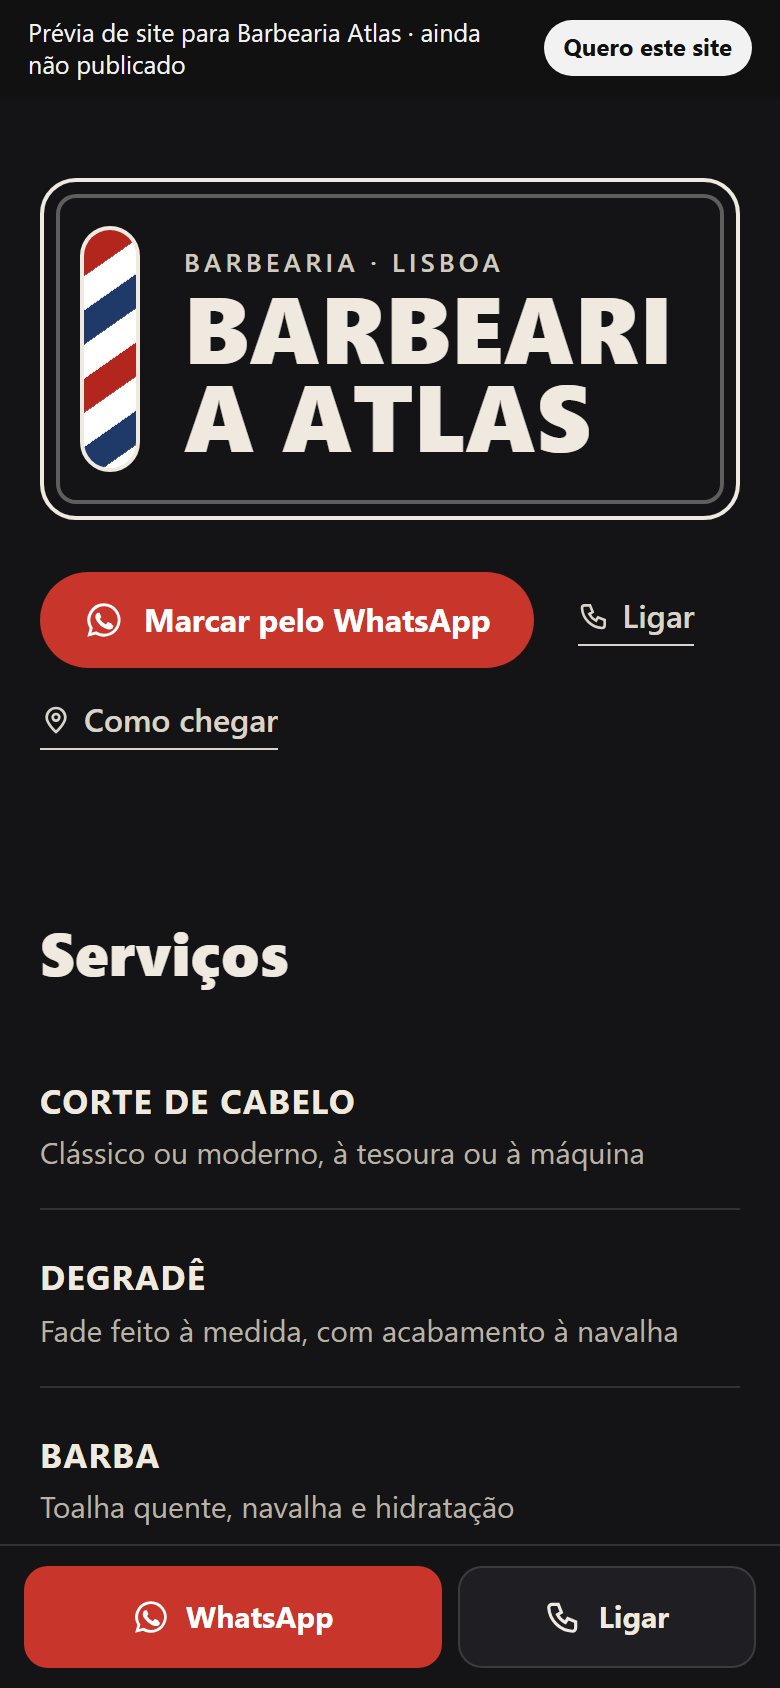 Prévia de site para Barbearia Atlas · ainda
não publicado
Quero este site
BARBEARIA · LISBOA
BARBEARI
A ATLAS
Marcar pelo WhatsApp
Ligar
Como chegar
Serviços
CORTE DE CABELO
Clássico ou moderno, à tesoura ou à máquina
DEGRADÊ
Fade feito à medida, com acabamento à navalha
BARBA
Toalha quente, navalha e hidratação
WhatsApp
Ligar